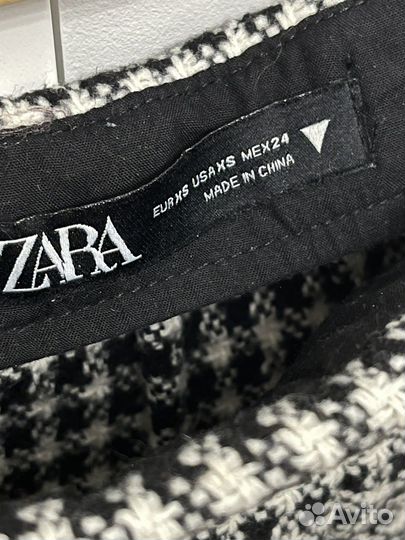 ZARA
EUR XS USA XS MEX 24
MADE IN CHINA
Avito